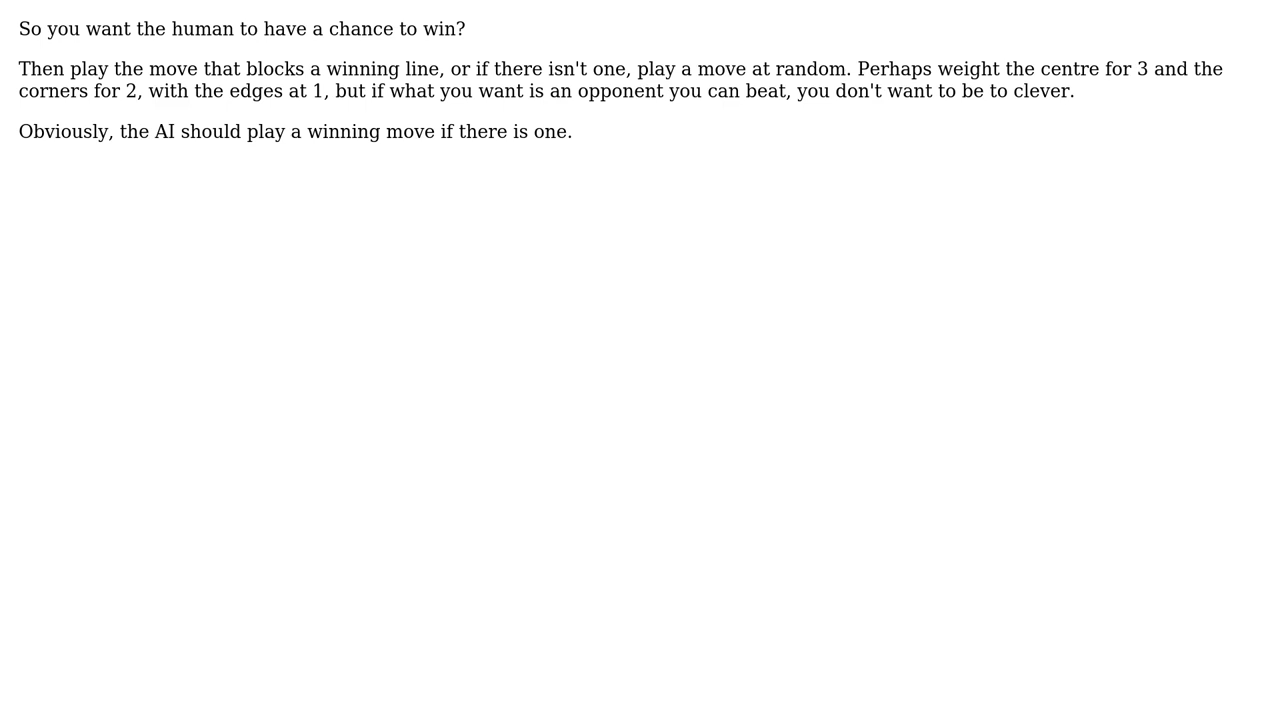 So you want the human to have a chance to win?
Then play the move that blocks a winning line, or if there isn't one, play a move at random. Perhaps weight the centre for 3 and the
corners for 2, with the edges at 1, but if what you want is an opponent you can beat, you don't want to be to clever.
Obviously, the AI should play a winning move if there is one.